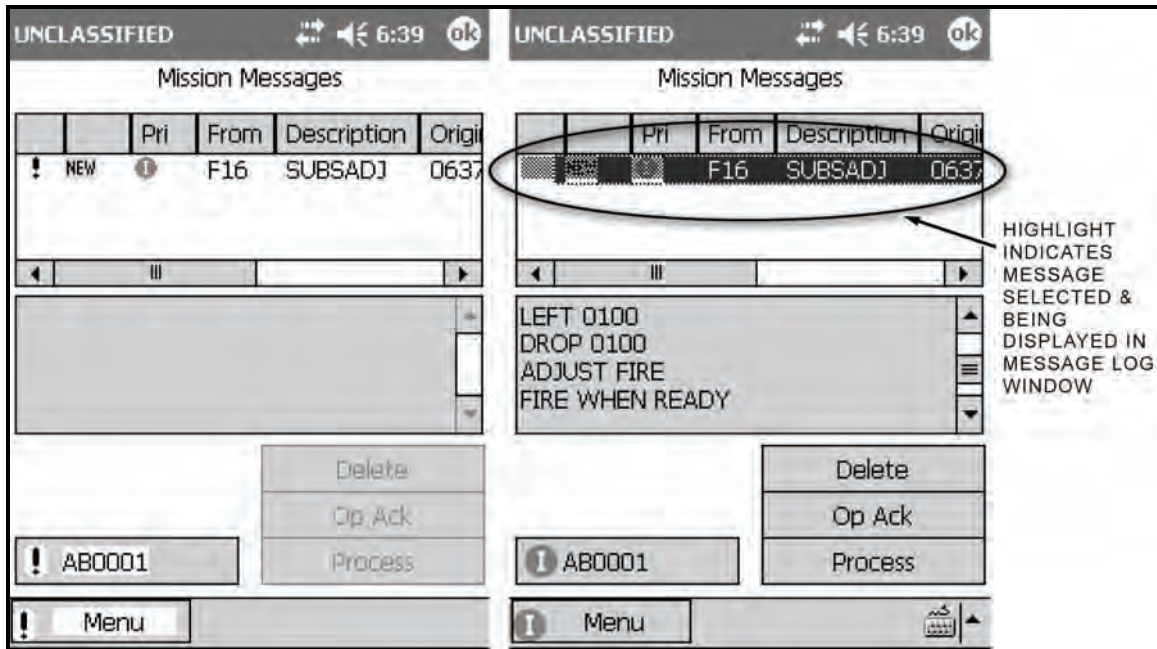 UNCLASSIFIED 6:39 ok
Mission Messages
Pri From Description Origi
! NEW I F16 SUBSADJ 0637
Delete
Op Ack
! AB0001 Process
! Menu
UNCLASSIFIED 6:39 ok
Mission Messages
Pri From Description Origi
NEW I F16 SUBSADJ 0637
LEFT 0100
DROP 0100
ADJUST FIRE
FIRE WHEN READY
Delete
Op Ack
I AB0001 Process
I Menu
HIGHLIGHT
INDICATES
MESSAGE
SELECTED &
BEING
DISPLAYED IN
MESSAGE LOG
WINDOW